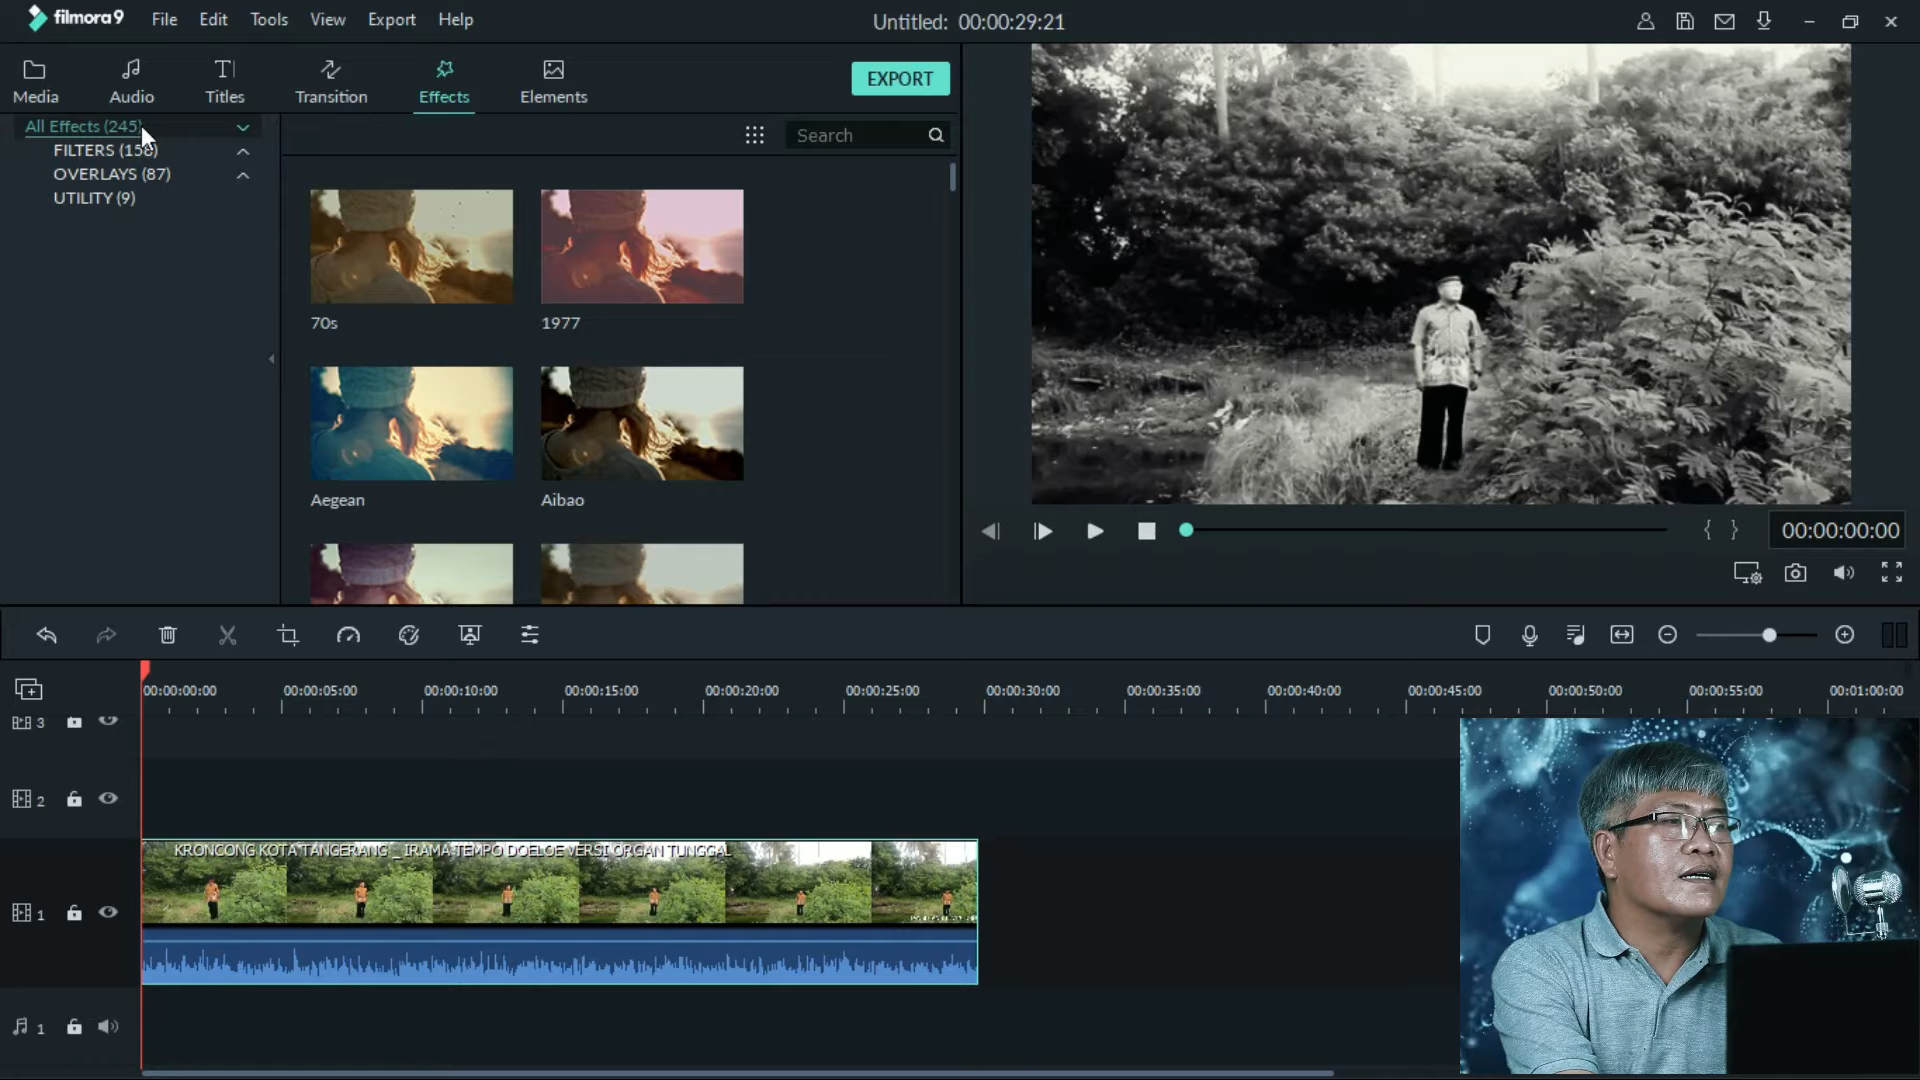 filmora9 File Edit Tools View Export Help Untitled: 00:00:29:21
Media Audio Titles Transition Effects Elements EXPORT
All Effects (245)
FILTERS (158)
OVERLAYS (87)
UTILITY (9)
Search
70s 1977
Aegean Aibao
00:00:00:00
00:00:00:00 00:00:05:00 00:00:10:00 00:00:15:00 00:00:20:00 00:00:25:00 00:00:30:00 00:00:35:00 00:00:40:00 00:00:45:00 00:00:50:00 00:00:55:00 00:01:00:00
3
2
KRONCONG KOTA TANGERANG _ IRAMA TEMPO DOELOE VERSI ORGAN TUNGGAL
1
1